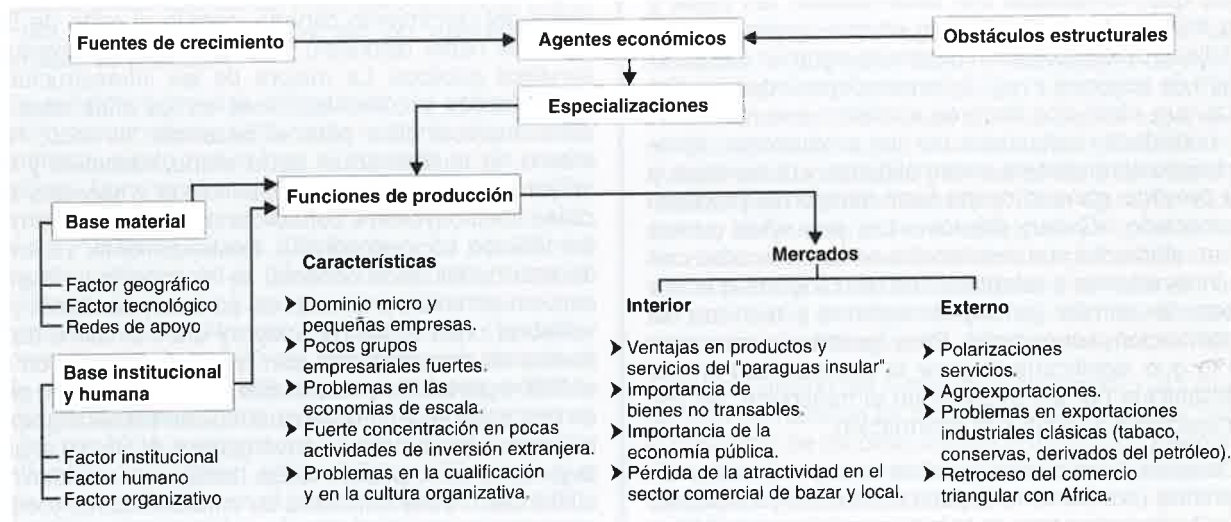 Fuentes de crecimiento
Agentes económicos
Obstáculos estructurales
Especializaciones
Funciones de producción
Base material
Factor geográfico
Factor tecnológico
Redes de apoyo
Base institucional
y humana
Factor institucional
Factor humano
Factor organizativo
Características
Dominio micro y
pequeñas empresas.
Pocos grupos
empresariales fuertes.
Problemas en las
economias de escala.
Fuerte concentración en pocas
actividades de inversión extranjera.
Problemas en la cualificación
y en la cultura organizativa.
Mercados
Interior
Ventajas en productos y
servicios del "paraguas insular".
Importancia de
bienes no transables.
Importancia de la
economía pública.
Pérdida de la atractividad en el
sector comercial de bazar y local.
Externo
Polarizaciones
servicios.
Agroexportaciones
Problemas en exportaciones
industriales clásicas (tabaco,
conservas, derivados del petróleo).
Retroceso del comercio
triangular con Africa.